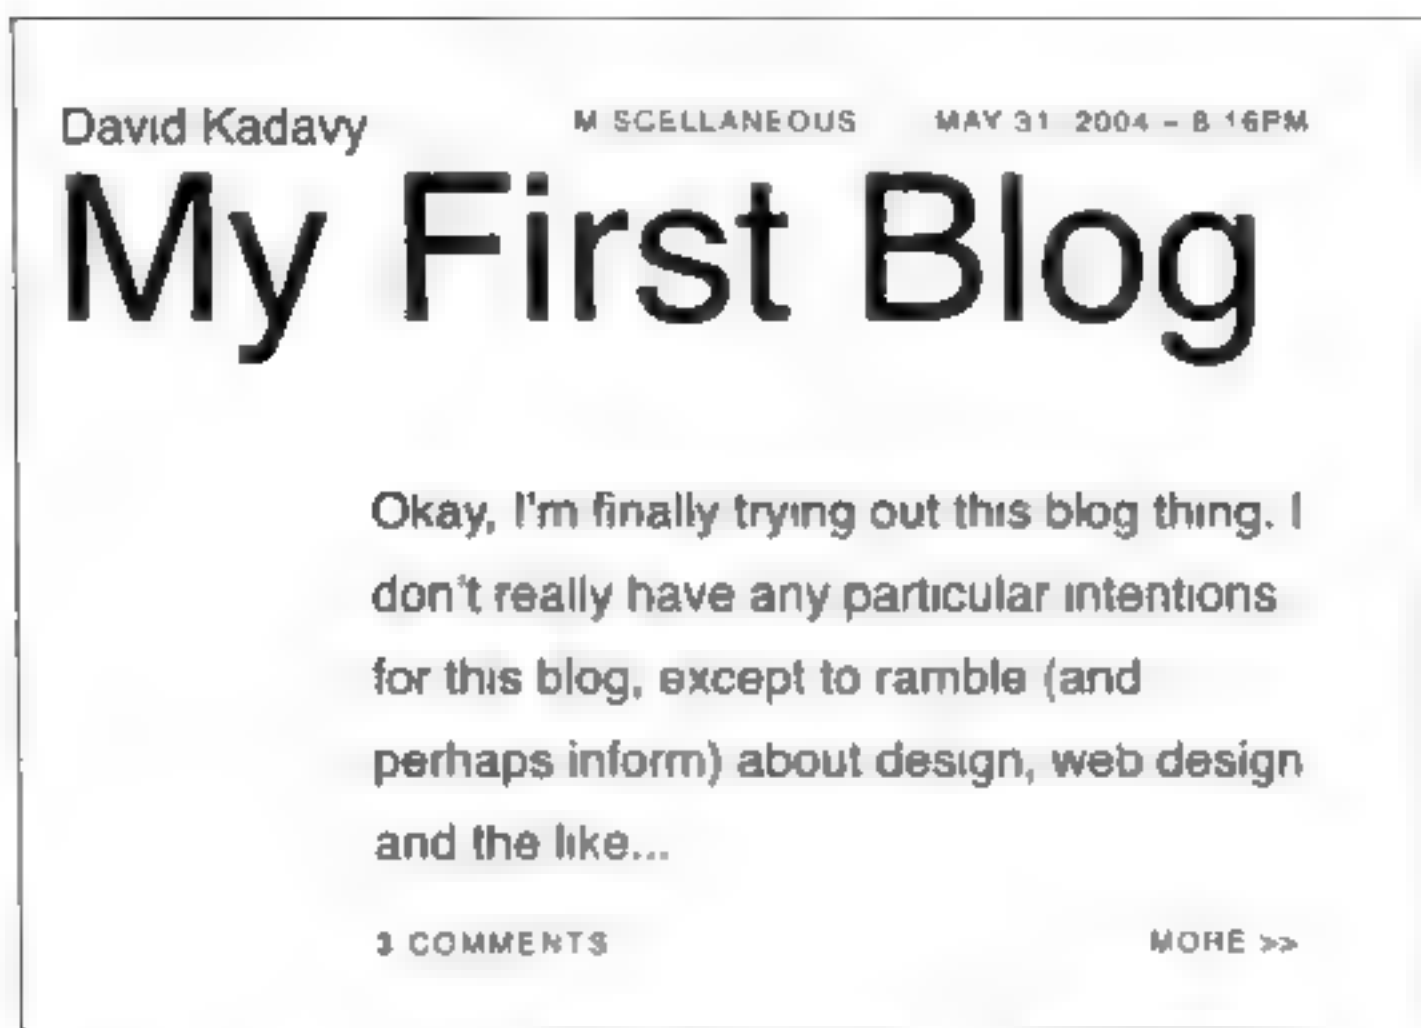 David Kadavy MISCELLANEOUS MAY 31, 2004 – 8:16PM
My First Blog
Okay, I'm finally trying out this blog thing. I
don't really have any particular intentions
for this blog, except to ramble (and
perhaps inform) about design, web design
and the like...
3 COMMENTS MORE >>